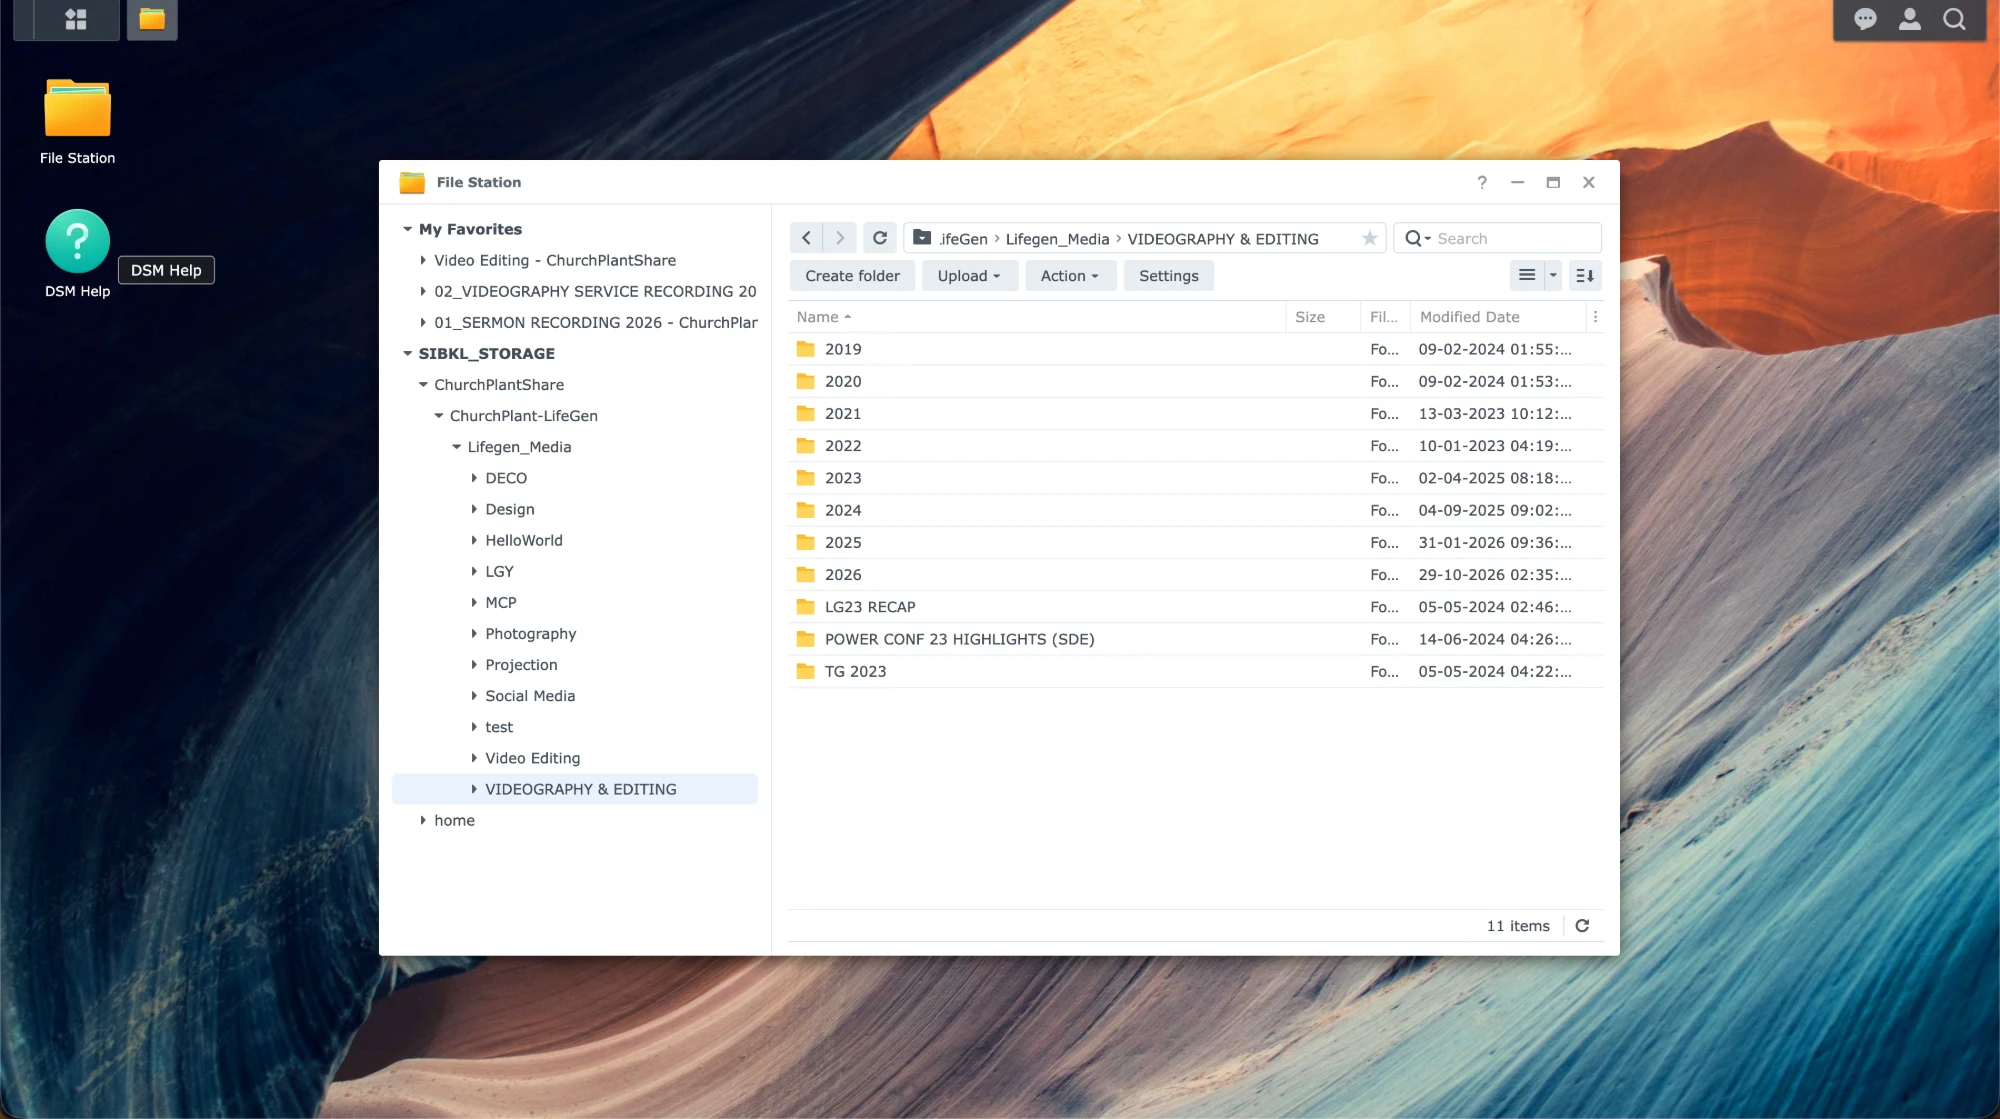 File Station
DSM Help
DSM Help
File Station
My Favorites
Video Editing - ChurchPlantShare
02_VIDEOGRAPHY SERVICE RECORDING 20
01_SERMON RECORDING 2026 - ChurchPlan
SIBKL_STORAGE
ChurchPlantShare
ChurchPlant-LifeGen
Lifegen_Media
DECO
Design
HelloWorld
LGY
MCP
Photography
Projection
Social Media
test
Video Editing
VIDEOGRAPHY & EDITING
home
.ifeGen › Lifegen_Media › VIDEOGRAPHY & EDITING
Search
Create folder Upload Action Settings
Name Size Fil... Modified Date
2019 Fo... 09-02-2024 01:55:...
2020 Fo... 09-02-2024 01:53:...
2021 Fo... 13-03-2023 10:12:...
2022 Fo... 10-01-2023 04:19:...
2023 Fo... 02-04-2025 08:18:...
2024 Fo... 04-09-2025 09:02:...
2025 Fo... 31-01-2026 09:36:...
2026 Fo... 29-10-2026 02:35:...
LG23 RECAP Fo... 05-05-2024 02:46:...
POWER CONF 23 HIGHLIGHTS (SDE) Fo... 14-06-2024 04:26:...
TG 2023 Fo... 05-05-2024 04:22:...
11 items